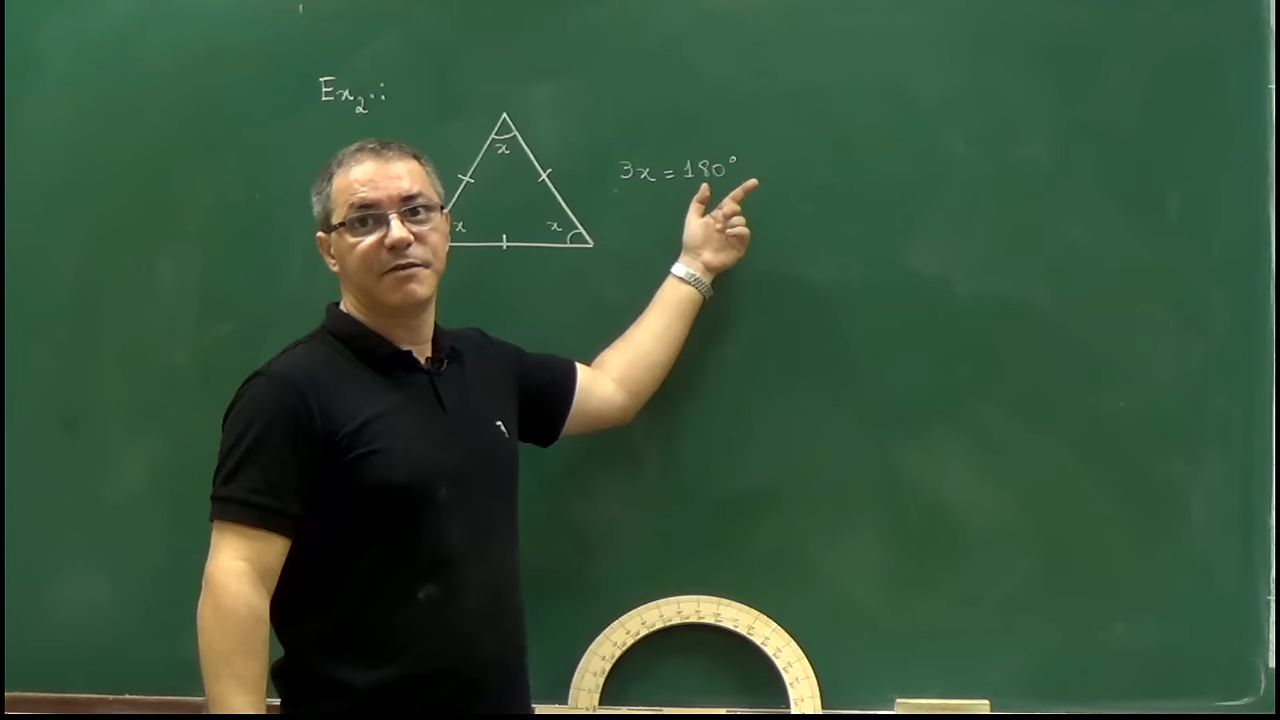 Ex₂∴
x
3x = 180°
x
x